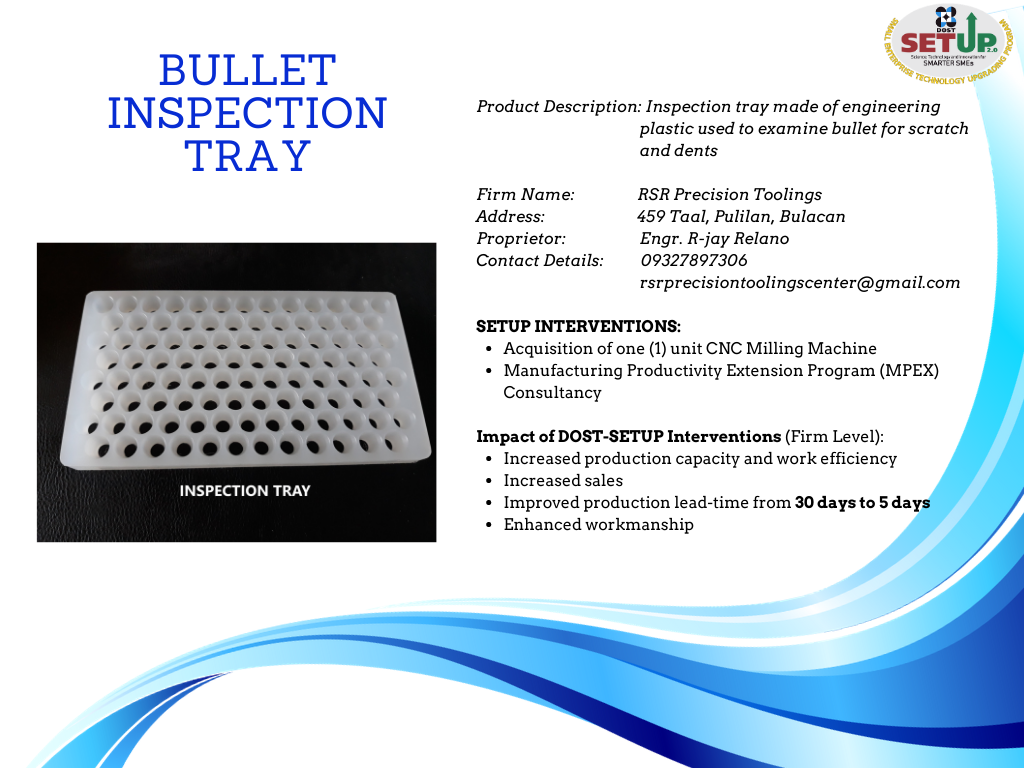 BULLET
INSPECTION
TRAY
DOST
SETUP 2.0
Science Technology and Innovation for
SMARTER SMEs
SMALL ENTERPRISE TECHNOLOGY UPGRADING PROGRAM
Product Description: Inspection tray made of engineering
plastic used to examine bullet for scratch
and dents
Firm Name: RSR Precision Toolings
Address: 459 Taal, Pulilan, Bulacan
Proprietor: Engr. R-jay Relano
Contact Details: 09327897306
rsrprecisiontoolingscenter@gmail.com
SETUP INTERVENTIONS:
• Acquisition of one (1) unit CNC Milling Machine
• Manufacturing Productivity Extension Program (MPEX)
Consultancy
Impact of DOST-SETUP Interventions (Firm Level):
• Increased production capacity and work efficiency
• Increased sales
• Improved production lead-time from 30 days to 5 days
• Enhanced workmanship
INSPECTION TRAY